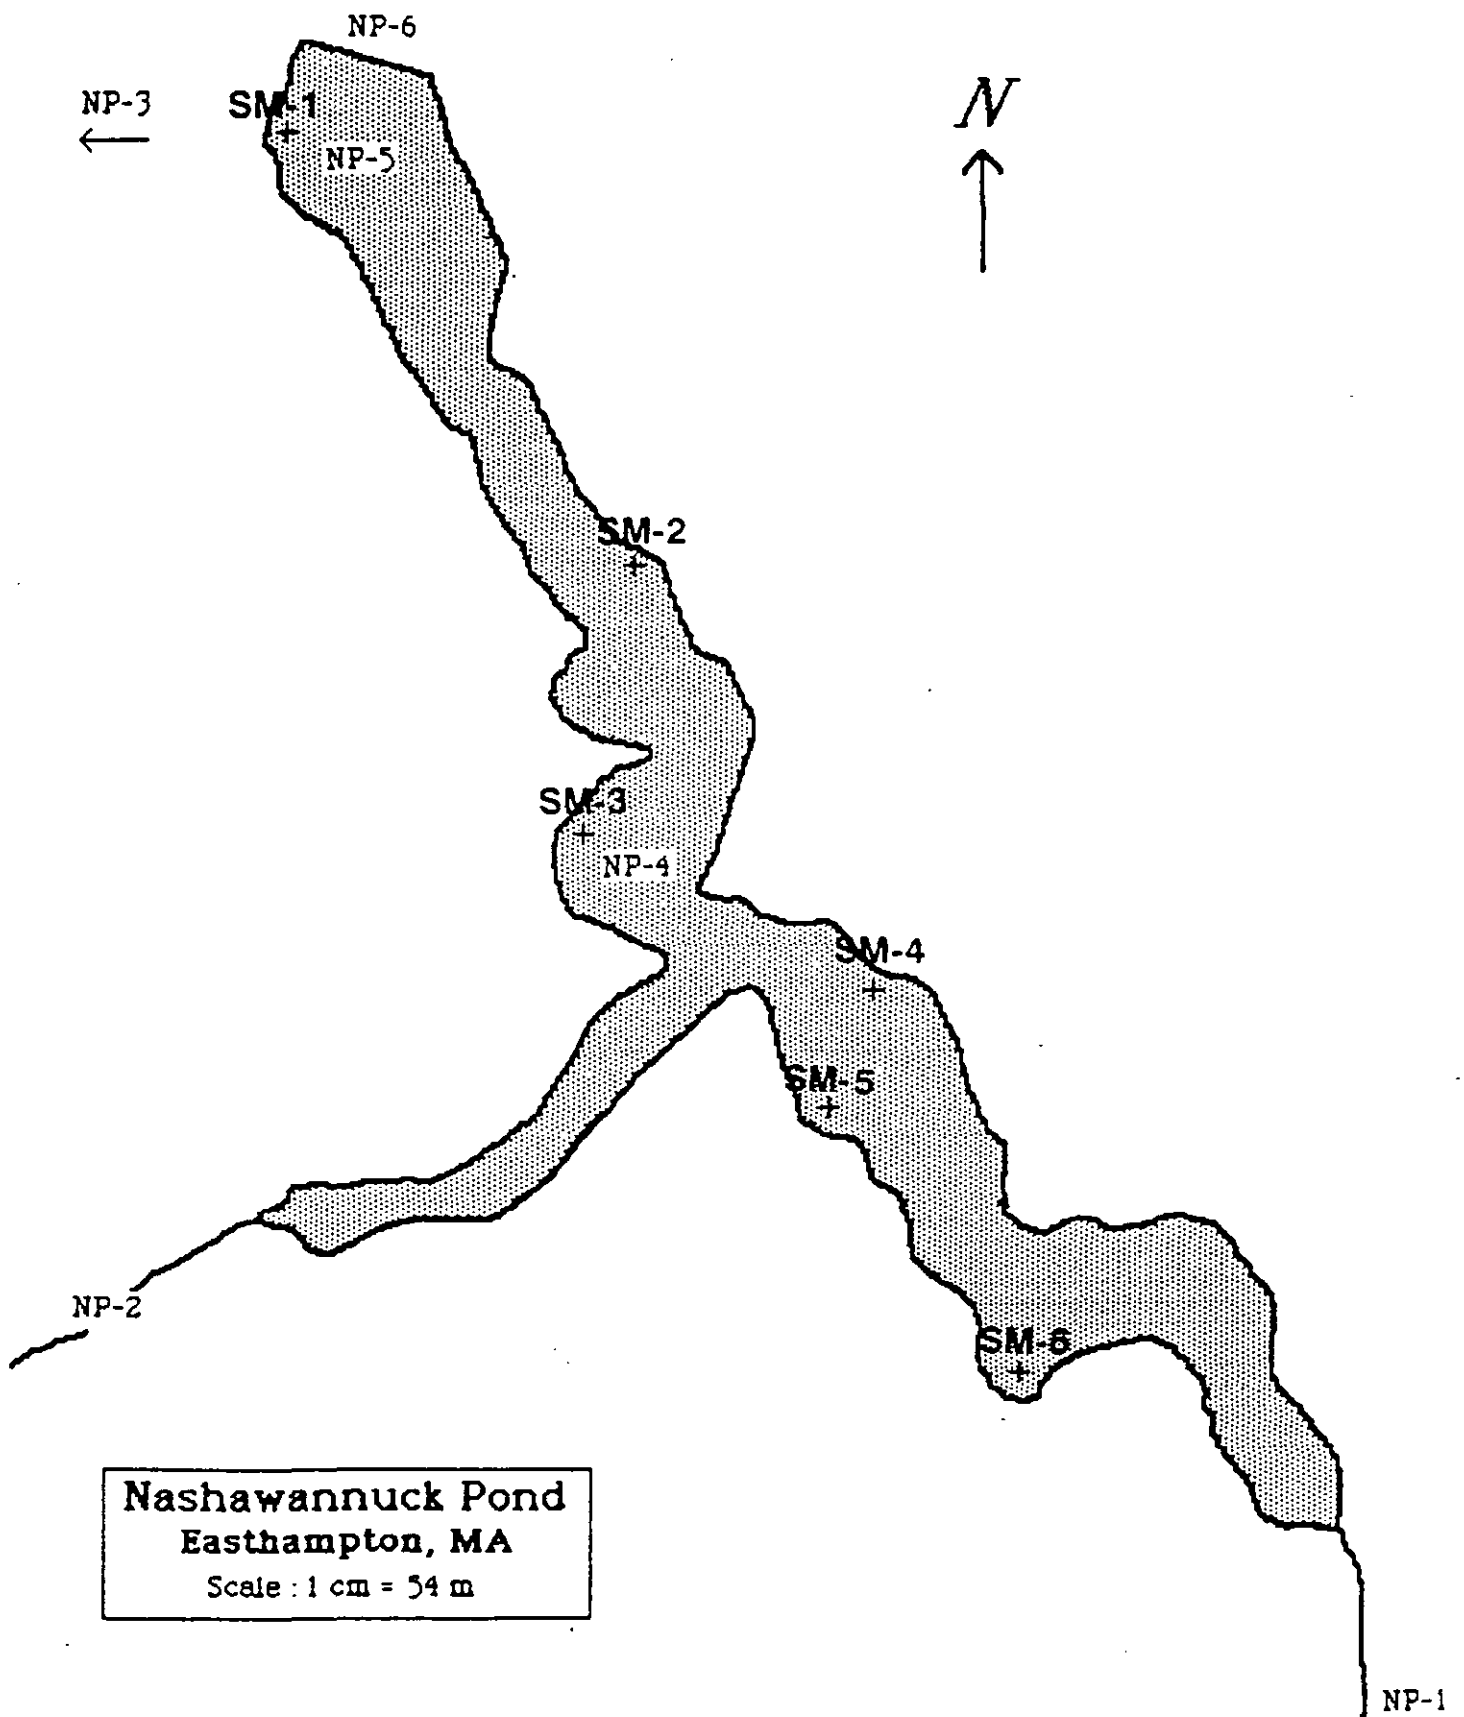 NP-6
NP-3
SM-1
N
NP-5
SM-2
SM-3
NP-4
SM-4
SM-5
NP-2
SM-6
Nashawannuck Pond
Easthampton, MA
Scale : 1 cm = 54 m
NP-1